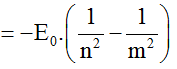 = −E₀.(1/n² − 1/m²)